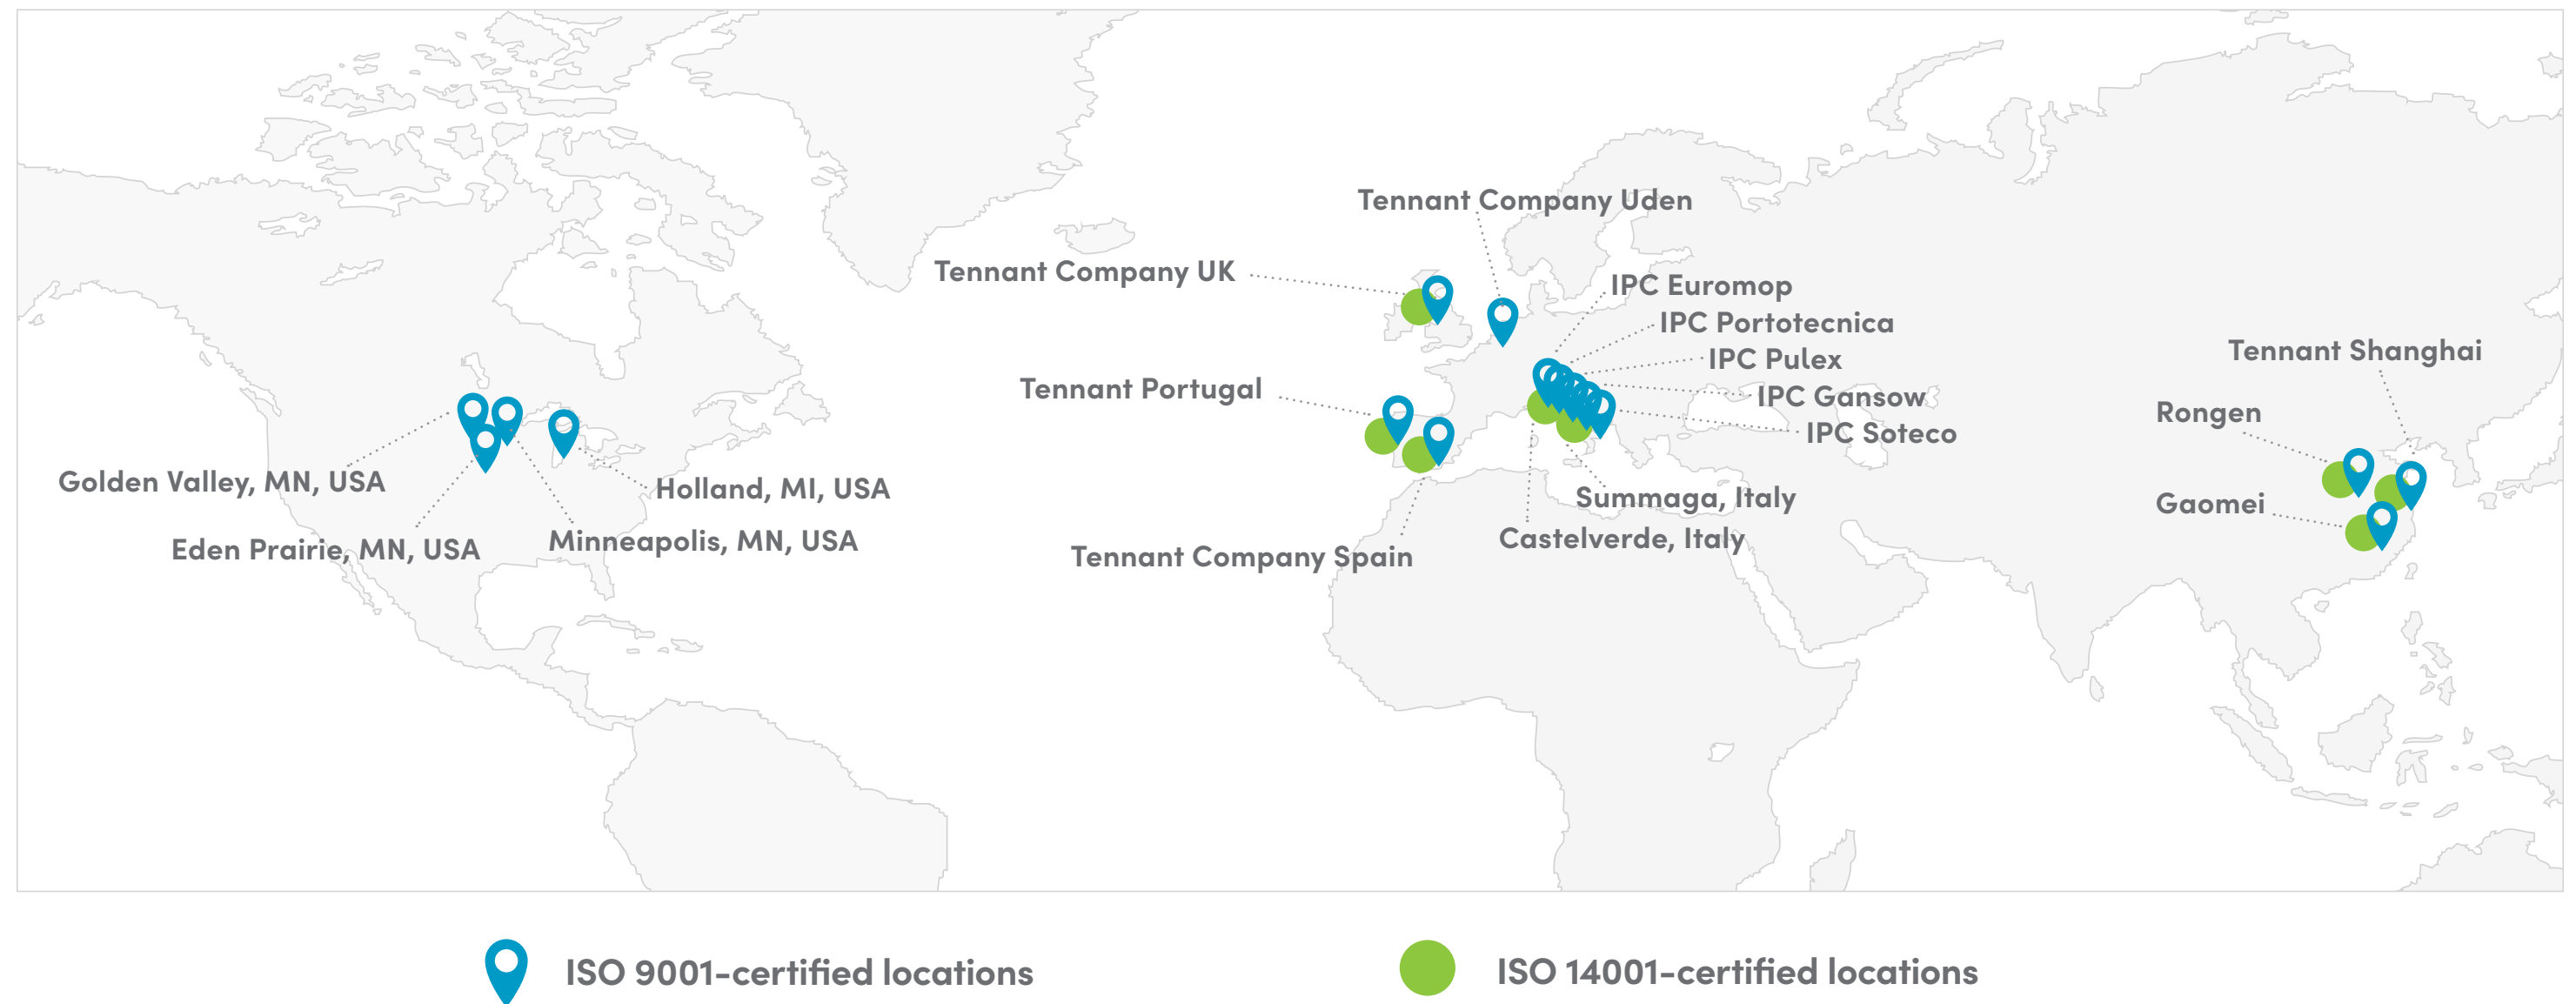 Tennant Company Uden
Tennant Company UK
IPC Euromop
IPC Portotecnica
IPC Pulex
Tennant Shanghai
Tennant Portugal
IPC Gansow
Rongen
IPC Soteco
Golden Valley, MN, USA
Holland, MI, USA
Summaga, Italy
Gaomei
Eden Prairie, MN, USA
Minneapolis, MN, USA
Castelverde, Italy
Tennant Company Spain
ISO 9001-certified locations
ISO 14001-certified locations